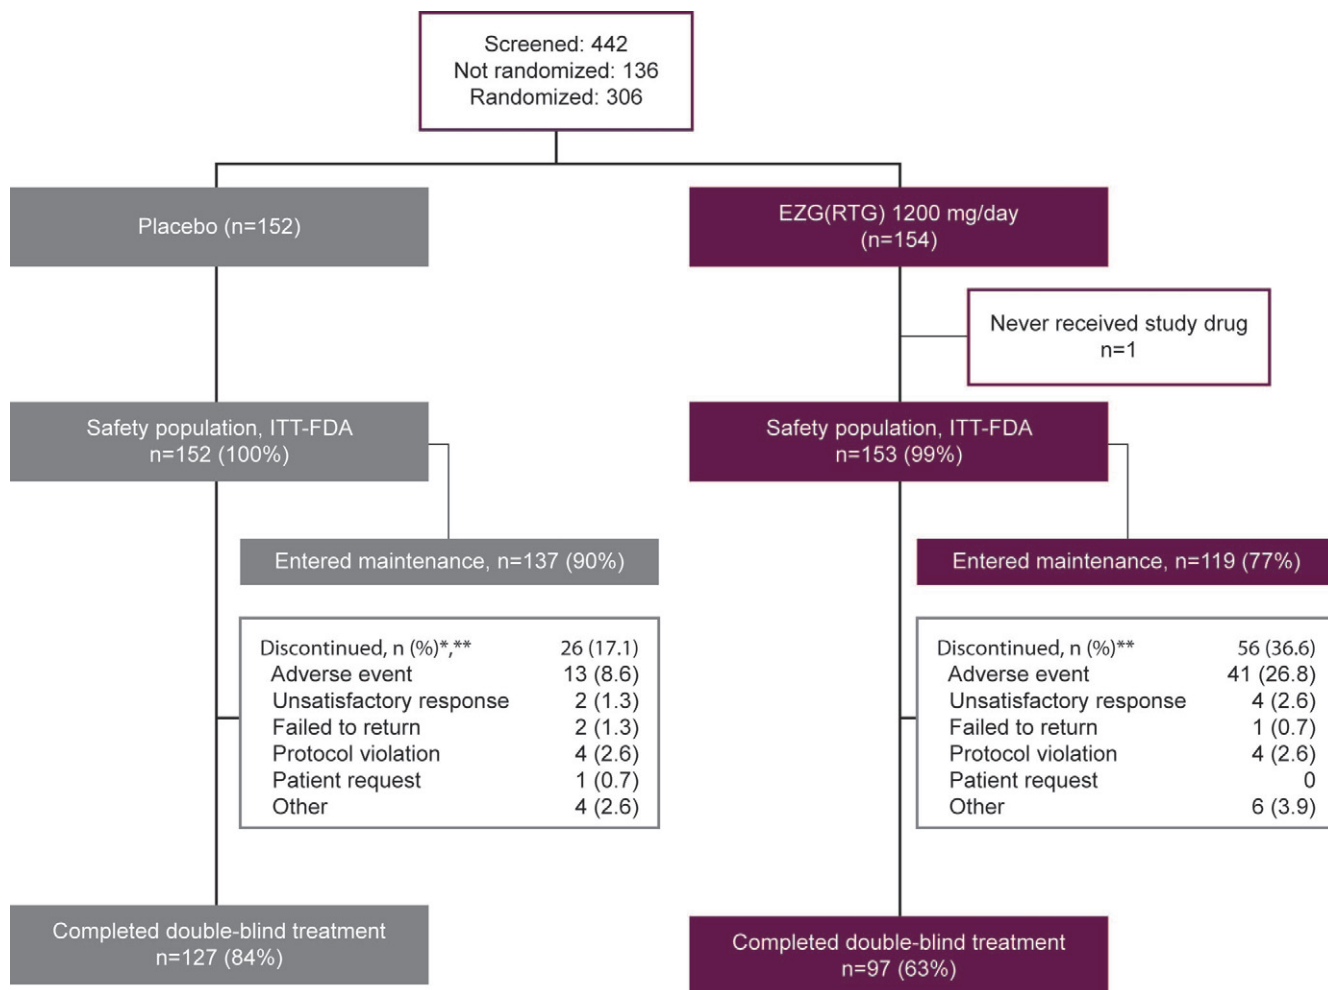 Screened: 442
Not randomized: 136
Randomized: 306
Placebo (n=152)
EZG(RTG) 1200 mg/day
(n=154)
Never received study drug
n=1
Safety population, ITT-FDA
n=152 (100%)
Safety population, ITT-FDA
n=153 (99%)
Entered maintenance, n=137 (90%)
Entered maintenance, n=119 (77%)
Discontinued, n (%)*,** 26 (17.1)
Adverse event 13 (8.6)
Unsatisfactory response 2 (1.3)
Failed to return 2 (1.3)
Protocol violation 4 (2.6)
Patient request 1 (0.7)
Other 4 (2.6)
Discontinued, n (%)** 56 (36.6)
Adverse event 41 (26.8)
Unsatisfactory response 4 (2.6)
Failed to return 1 (0.7)
Protocol violation 4 (2.6)
Patient request 0
Other 6 (3.9)
Completed double-blind treatment
n=127 (84%)
Completed double-blind treatment
n=97 (63%)